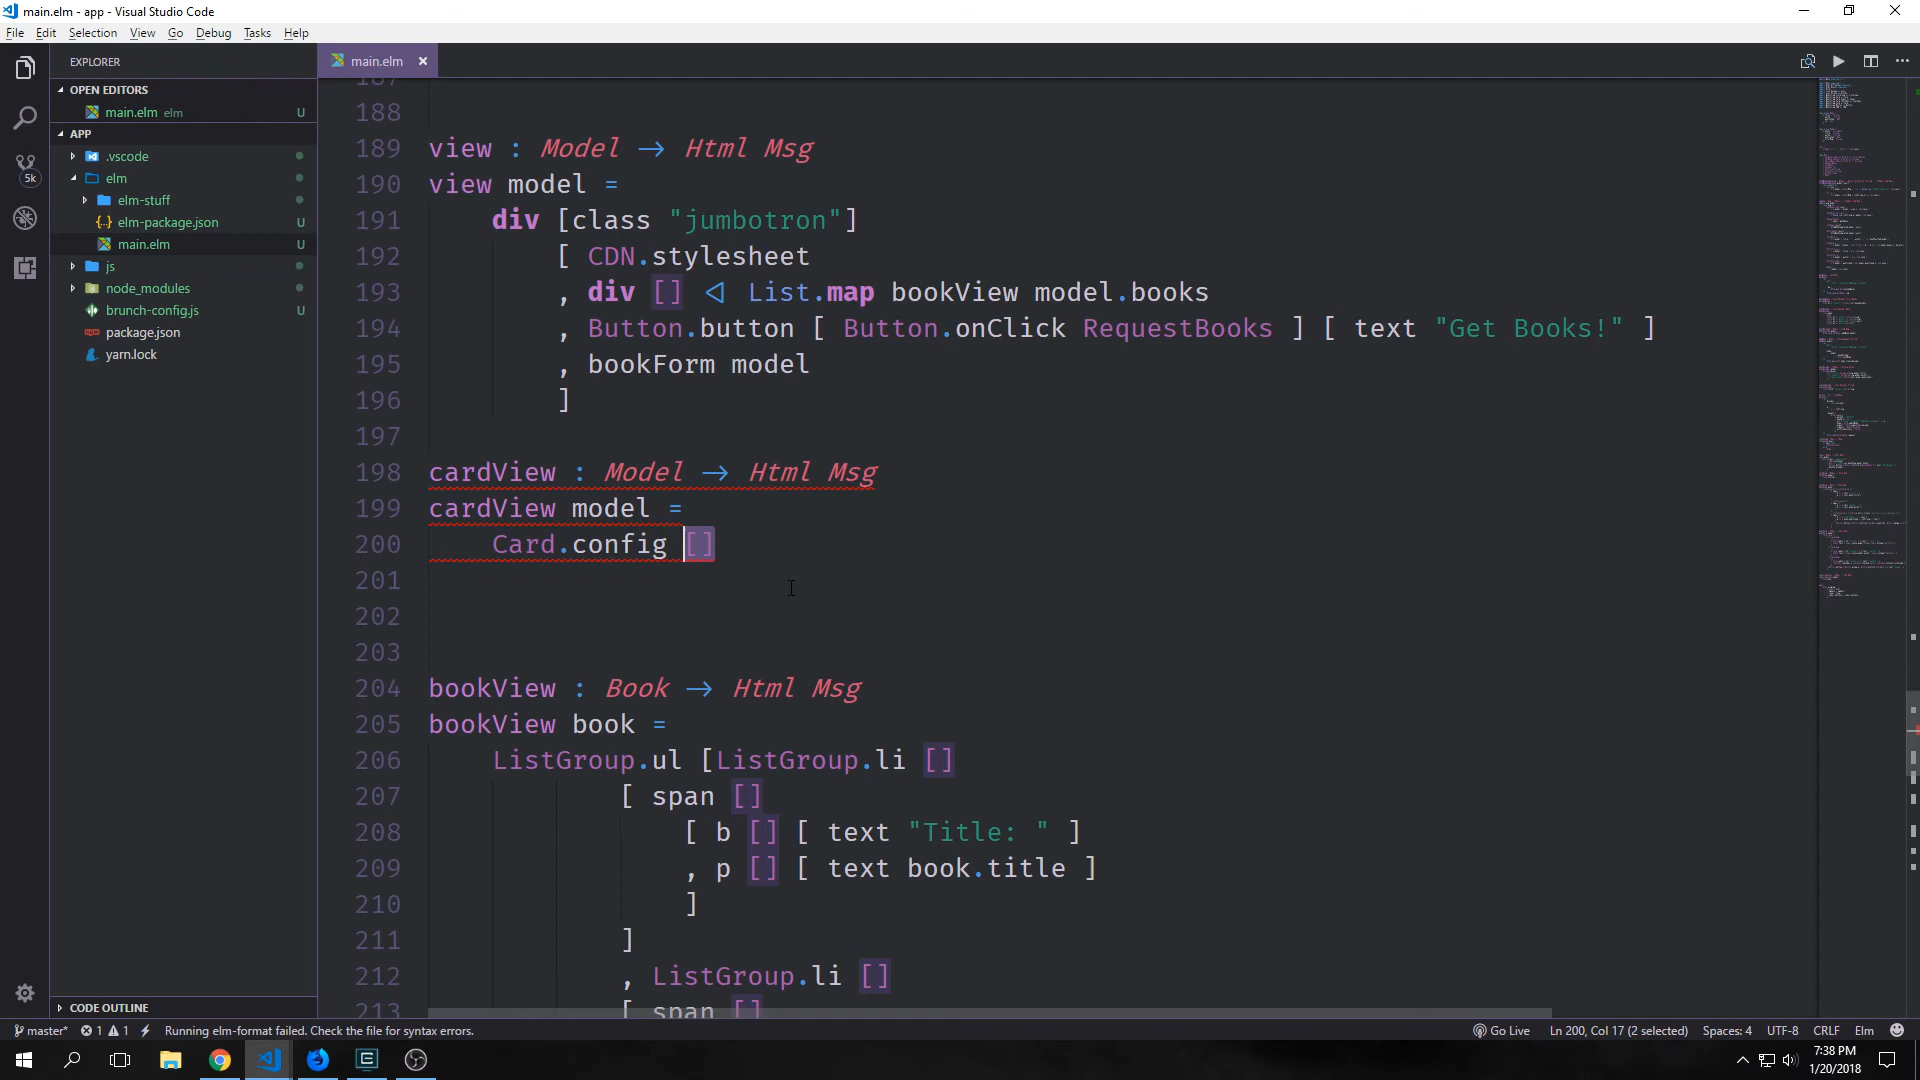 main.elm - app - Visual Studio Code
File Edit Selection View Go Debug Tasks Help
EXPLORER
OPEN EDITORS
main.elm elm U
APP
.vscode
elm
elm-stuff
elm-package.json U
main.elm U
js
node_modules
brunch-config.js U
package.json
yarn.lock
5k
CODE OUTLINE
main.elm
187
188
189 view : Model → Html Msg
190 view model =
191 div [class "jumbotron"]
192 [ CDN.stylesheet
193 , div [] ◁ List.map bookView model.books
194 , Button.button [ Button.onClick RequestBooks ] [ text "Get Books!" ]
195 , bookForm model
196 ]
197
198 cardView : Model → Html Msg
199 cardView model =
200 Card.config []
201
202
203
204 bookView : Book → Html Msg
205 bookView book =
206 ListGroup.ul [ListGroup.li []
207 [ span []
208 [ b [] [ text "Title: " ]
209 , p [] [ text book.title ]
210 ]
211 ]
212 , ListGroup.li []
213 [ span []
master* 1 1 Running elm-format failed. Check the file for syntax errors. Go Live Ln 200, Col 17 (2 selected) Spaces: 4 UTF-8 CRLF Elm
7:38 PM
1/20/2018